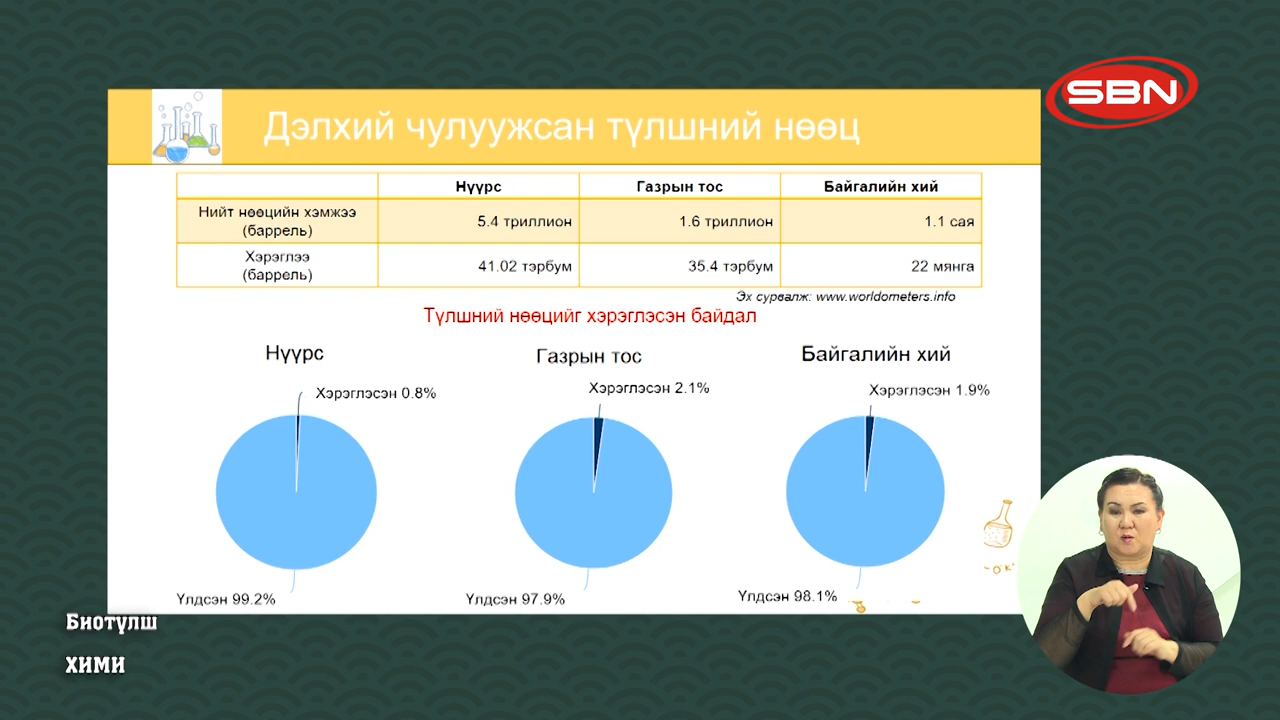 SBN
Дэлхий чулуужсан түлшний нөөц
Нүүрс Газрын тос Байгалийн хий
Нийт нөөцийн хэмжээ (баррель) 5.4 триллион 1.6 триллион 1.1 сая
Хэрэглээ (баррель) 41.02 тэрбум 35.4 тэрбум 22 мянга
Эх сурвалж: www.worldometers.info
Түлшний нөөцийг хэрэглэсэн байдал
Нүүрс Газрын тос Байгалийн хий
Хэрэглэсэн 0.8% Хэрэглэсэн 2.1% Хэрэглэсэн 1.9%
Үлдсэн 99.2% Үлдсэн 97.9% Үлдсэн 98.1%
Биотүлш
ХИМИ